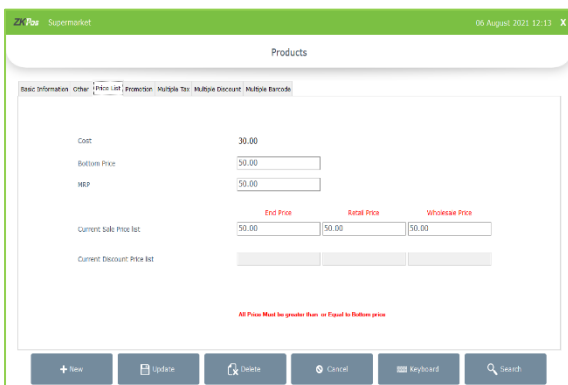 ZKPos Supermarket 06 August 2021 12:13 X
Products
Basic Information Other Price List Promotion Multiple Tax Multiple Discount Multiple Barcode
Cost 30.00
Bottom Price 50.00
MRP 50.00
End Price Retail Price Wholesale Price
Current Sale Price list 50.00 50.00 50.00
Current Discount Price list
All Price Must be greater than or Equal to Bottom price
New Update Delete Cancel Keyboard Search